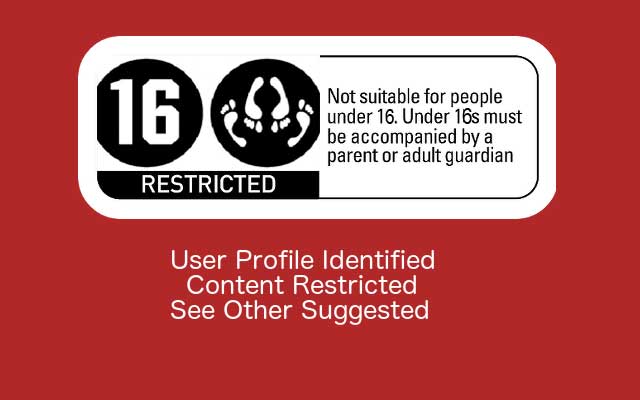 16
RESTRICTED
Not suitable for people
under 16. Under 16s must
be accompanied by a
parent or adult guardian
User Profile Identified
Content Restricted
See Other Suggested